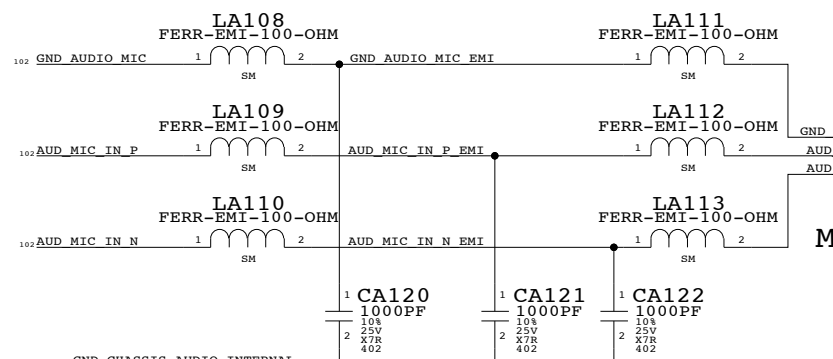 LA108
FERR-EMI-100-OHM
LA111
FERR-EMI-100-OHM
102 GND_AUDIO_MIC 1 2 GND_AUDIO_MIC_EMI 1 2
SM
SM
LA109
FERR-EMI-100-OHM
LA112
FERR-EMI-100-OHM
GND
102 AUD_MIC_IN_P 1 2 AUD_MIC_IN_P_EMI 1 2 AUD
SM
SM
AUD
LA110
FERR-EMI-100-OHM
LA113
FERR-EMI-100-OHM
102 AUD_MIC_IN_N 1 2 AUD_MIC_IN_N_EMI 1 2
M
SM
SM
1 CA120
1000PF
10%
25V
2 X7R
402
1 CA121
1000PF
10%
25V
2 X7R
402
1 CA122
1000PF
10%
25V
2 X7R
402
GND_CHASSIS_AUDIO_INTERNAL